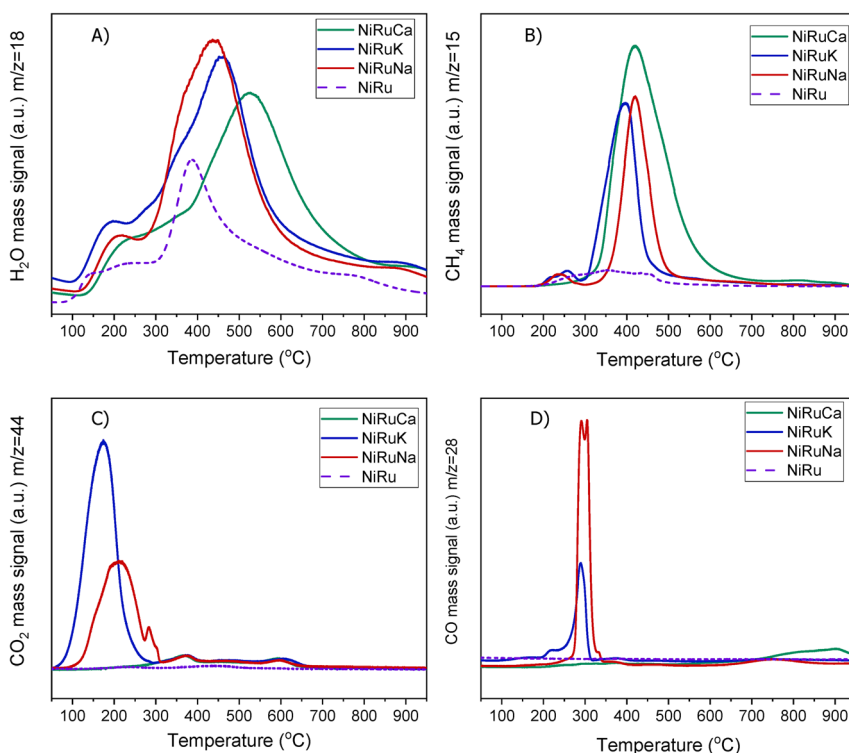 A)
NiRuCa
NiRuK
NiRuNa
NiRu
H₂O mass signal (a.u.) m/z=18
100 200 300 400 500 600 700 800 900
Temperature (°C)
B)
NiRuCa
NiRuK
NiRuNa
NiRu
CH₄ mass signal (a.u.) m/z=15
100 200 300 400 500 600 700 800 900
Temperature (°C)
C)
NiRuCa
NiRuK
NiRuNa
NiRu
CO₂ mass signal (a.u.) m/z=44
100 200 300 400 500 600 700 800 900
Temperature (°C)
D)
NiRuCa
NiRuK
NiRuNa
NiRu
CO mass signal (a.u.) m/z=28
100 200 300 400 500 600 700 800 900
Temperature (°C)